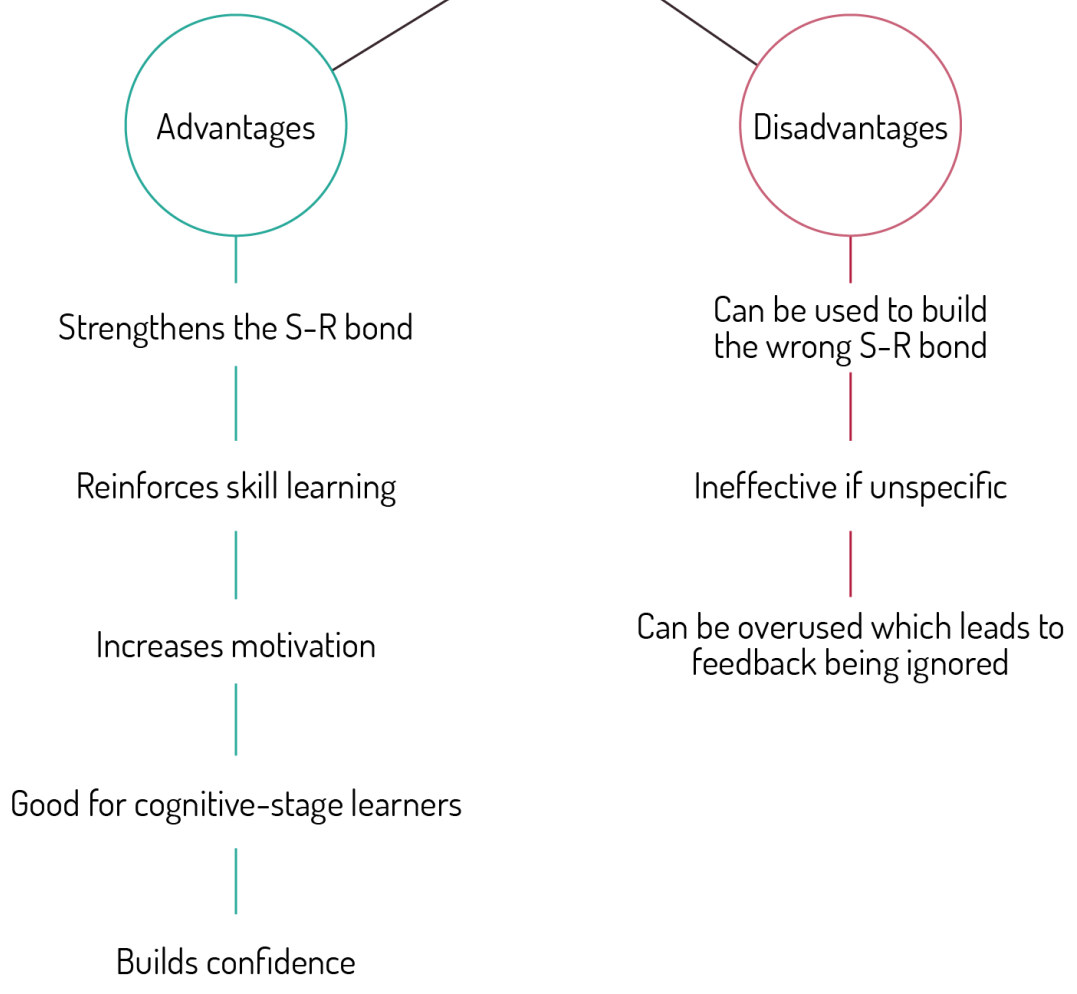 Advantages
Strengthens the S-R bond
Reinforces skill learning
Increases motivation
Good for cognitive-stage learners
Builds confidence
Disadvantages
Can be used to build
the wrong S-R bond
Ineffective if unspecific
Can be overused which leads to
feedback being ignored